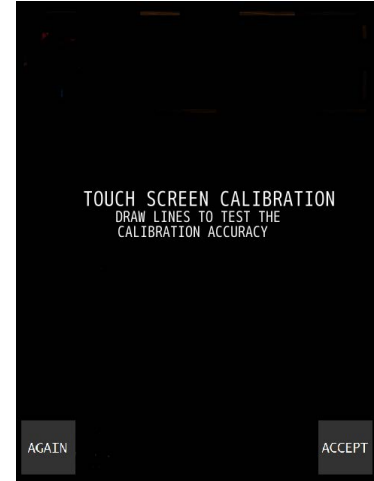 TOUCH SCREEN CALIBRATION
DRAW LINES TO TEST THE
CALIBRATION ACCURACY
AGAIN
ACCEPT